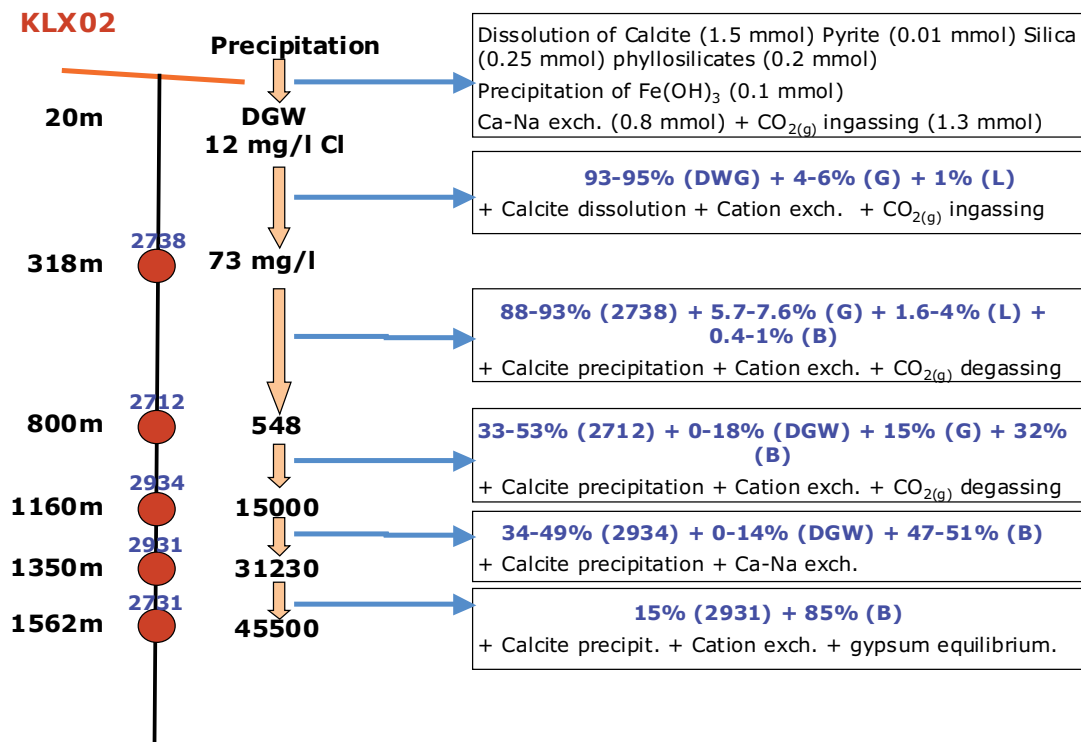 KLX02
Precipitation
Dissolution of Calcite (1.5 mmol) Pyrite (0.01 mmol) Silica
(0.25 mmol) phyllosilicates (0.2 mmol)
Precipitation of Fe(OH)3 (0.1 mmol)
Ca-Na exch. (0.8 mmol) + CO2(g) ingassing (1.3 mmol)
20m
DGW
12 mg/l Cl
93-95% (DWG) + 4-6% (G) + 1% (L)
+ Calcite dissolution + Cation exch. + CO2(g) ingassing
2738
318m
73 mg/l
88-93% (2738) + 5.7-7.6% (G) + 1.6-4% (L) +
0.4-1% (B)
+ Calcite precipitation + Cation exch. + CO2(g) degassing
2712
800m
548
33-53% (2712) + 0-18% (DGW) + 15% (G) + 32%
(B)
+ Calcite precipitation + Cation exch. + CO2(g) degassing
2934
1160m
15000
34-49% (2934) + 0-14% (DGW) + 47-51% (B)
+ Calcite precipitation + Ca-Na exch.
2931
1350m
31230
2731
1562m
45500
15% (2931) + 85% (B)
+ Calcite precipit. + Cation exch. + gypsum equilibrium.